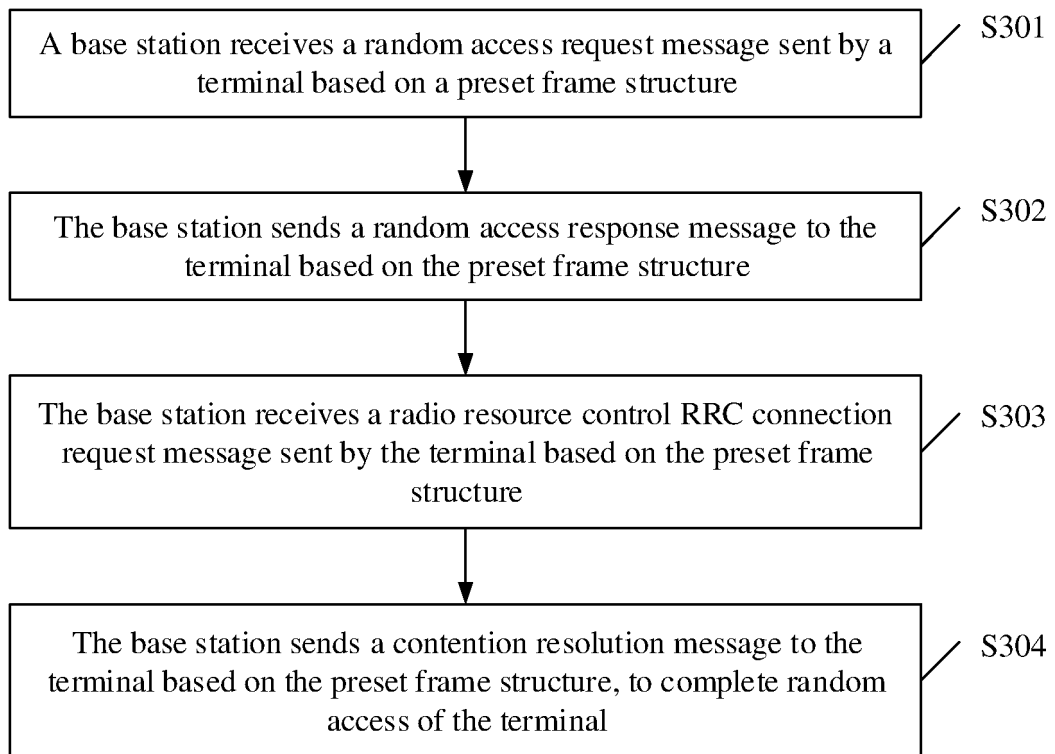 A base station receives a random access request message sent by a
terminal based on a preset frame structure
S301
The base station sends a random access response message to the
terminal based on the preset frame structure
S302
The base station receives a radio resource control RRC connection
request message sent by the terminal based on the preset frame
structure
S303
The base station sends a contention resolution message to the
terminal based on the preset frame structure, to complete random
access of the terminal
S304